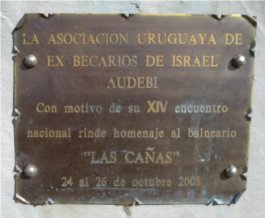 LA ASOCIACION URUGUAYA DE
EX BECARIOS DE ISRAEL
AUDEBI
Con motivo de su XIV encuentro
nacional rinde homenaje al balneario
"LAS CAÑAS"
24 al 26 de octubre 2008